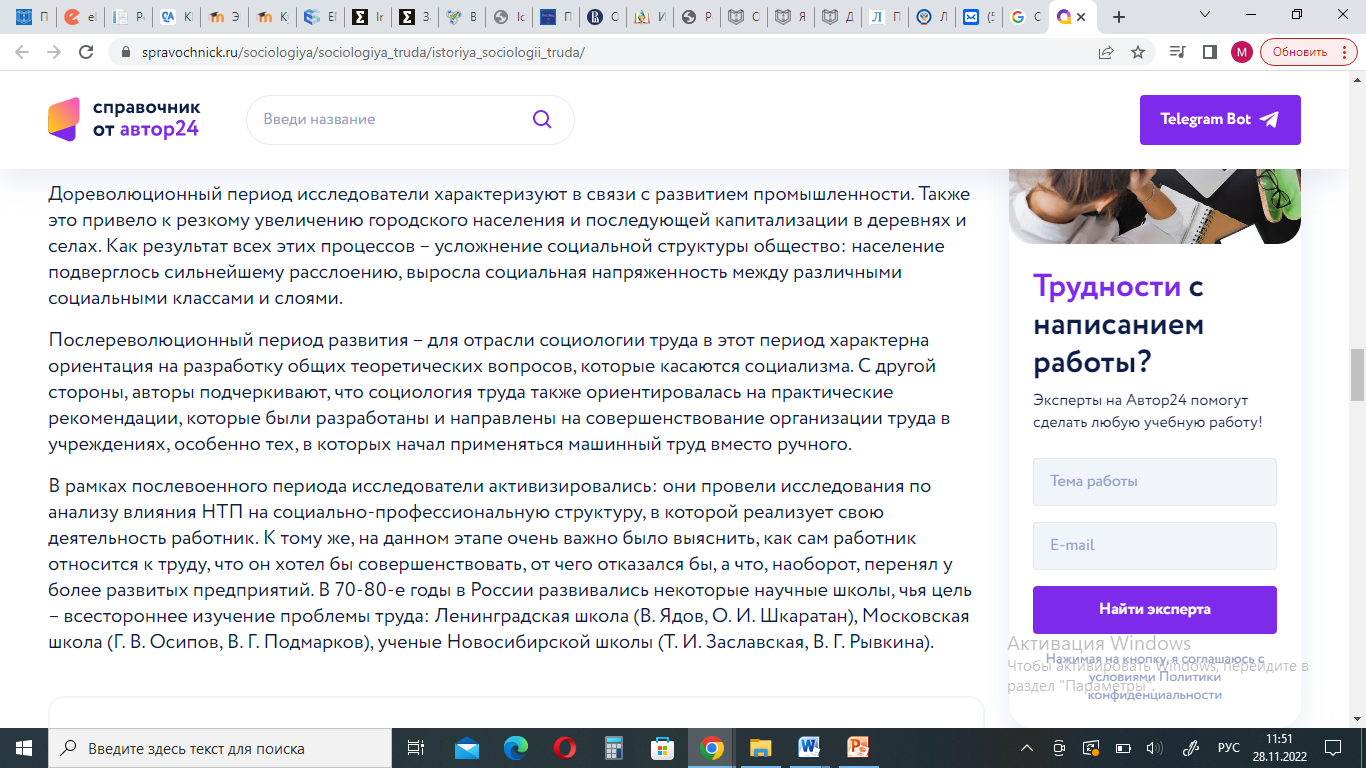 spravochnick.ru/sociologiya/sociologiya_truda/istoriya_sociologii_truda/
М
Обновить
справочник
от автор24
Введи название
Telegram Bot
Дореволюционный период исследователи характеризуют в связи с развитием промышленности. Также
это привело к резкому увеличению городского населения и последующей капитализации в деревнях и
селах. Как результат всех этих процессов – усложнение социальной структуры общество: население
подверглось сильнейшему расслоению, выросла социальная напряженность между различными
социальными классами и слоями.
Послереволюционный период развития – для отрасли социологии труда в этот период характерна
ориентация на разработку общих теоретических вопросов, которые касаются социализма. С другой
стороны, авторы подчеркивают, что социология труда также ориентировалась на практические
рекомендации, которые были разработаны и направлены на совершенствование организации труда в
учреждениях, особенно тех, в которых начал применяться машинный труд вместо ручного.
В рамках послевоенного периода исследователи активизировались: они провели исследования по
анализу влияния НТП на социально-профессиональную структуру, в которой реализует свою
деятельность работник. К тому же, на данном этапе очень важно было выяснить, как сам работник
относится к труду, что он хотел бы совершенствовать, от чего отказался бы, а что, наоборот, перенял у
более развитых предприятий. В 70-80-е годы в России развивались некоторые научные школы, чья цель
– всестороннее изучение проблемы труда: Ленинградская школа (В. Ядов, О. И. Шкаратан), Московская
школа (Г. В. Осипов, В. Г. Подмарков), ученые Новосибирской школы (Т. И. Заславская, В. Г. Рывкина).
Трудности с
написанием
работы?
Эксперты на Автор24 помогут
сделать любую учебную работу!
Тема работы
E-mail
Найти эксперта
Нажимая на кнопку, я соглашаюсь с
условиями Политики
конфиденциальности
Активация Windows
Чтобы активировать Windows, перейдите в
раздел "Параметры".
Введите здесь текст для поиска
РУС
11:51
28.11.2022